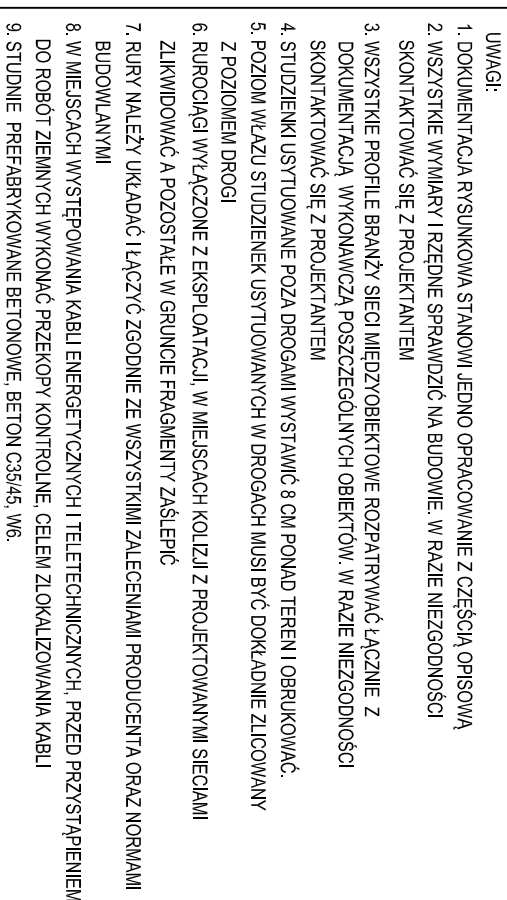 UWAGI:
1. DOKUMENTACJA RYSUNKOWA STANOWI JEDNO OPRACOWANIE Z CZĘŚCIĄ OPISOWĄ
2. WSZYSTKIE WYMIARY I RZĘDNE SPRAWDZIĆ NA BUDOWIE. W RAZIE NIEZGODNOŚCI
SKONTAKTOWAĆ SIĘ Z PROJEKTANTEM
3. WSZYSTKIE PROFILE BRANŻY SIECI MIĘDZYOBIEKTOWE ROZPATRYWAĆ ŁĄCZNIE Z
DOKUMENTACJĄ WYKONAWCZĄ POSZCZEGÓLNYCH OBIEKTÓW. W RAZIE NIEZGODNOŚCI
SKONTAKTOWAĆ SIĘ Z PROJEKTANTEM
4. STUDZIENKI USYTUOWANE POZA DROGAMI WYSTAWIĆ 8 CM PONAD TEREN I OBRUKOWAĆ.
5. POZIOM WŁAZU STUDZIENEK USYTUOWANYCH W DROGACH MUSI BYĆ DOKŁADNIE ZLICOWANY
Z POZIOMEM DROGI
6. RUROCIĄGI WYŁĄCZONE Z EKSPLOATACJI, W MIEJSCACH KOLIZJI Z PROJEKTOWANYMI SIECIAMI
ZLIKWIDOWAĆ A POZOSTAŁE W GRUNCIE FRAGMENTY ZAŚLEPIĆ
7. RURY NALEŻY UKŁADAĆ I ŁĄCZYĆ ZGODNIE ZE WSZYSTKIMI ZALECENIAMI PRODUCENTA ORAZ NORMAMI
BUDOWLANYMI
8. W MIEJSCACH WYSTĘPOWANIA KABLI ENERGETYCZNYCH I TELETECHNICZNYCH, PRZED PRZYSTĄPIENIEM
DO ROBÓT ZIEMNYCH WYKONAĆ PRZEKOPY KONTROLNE, CELEM ZLOKALIZOWANIA KABLI
9. STUDNIE PREFABRYKOWANE BETONOWE, BETON C35/45, W6.